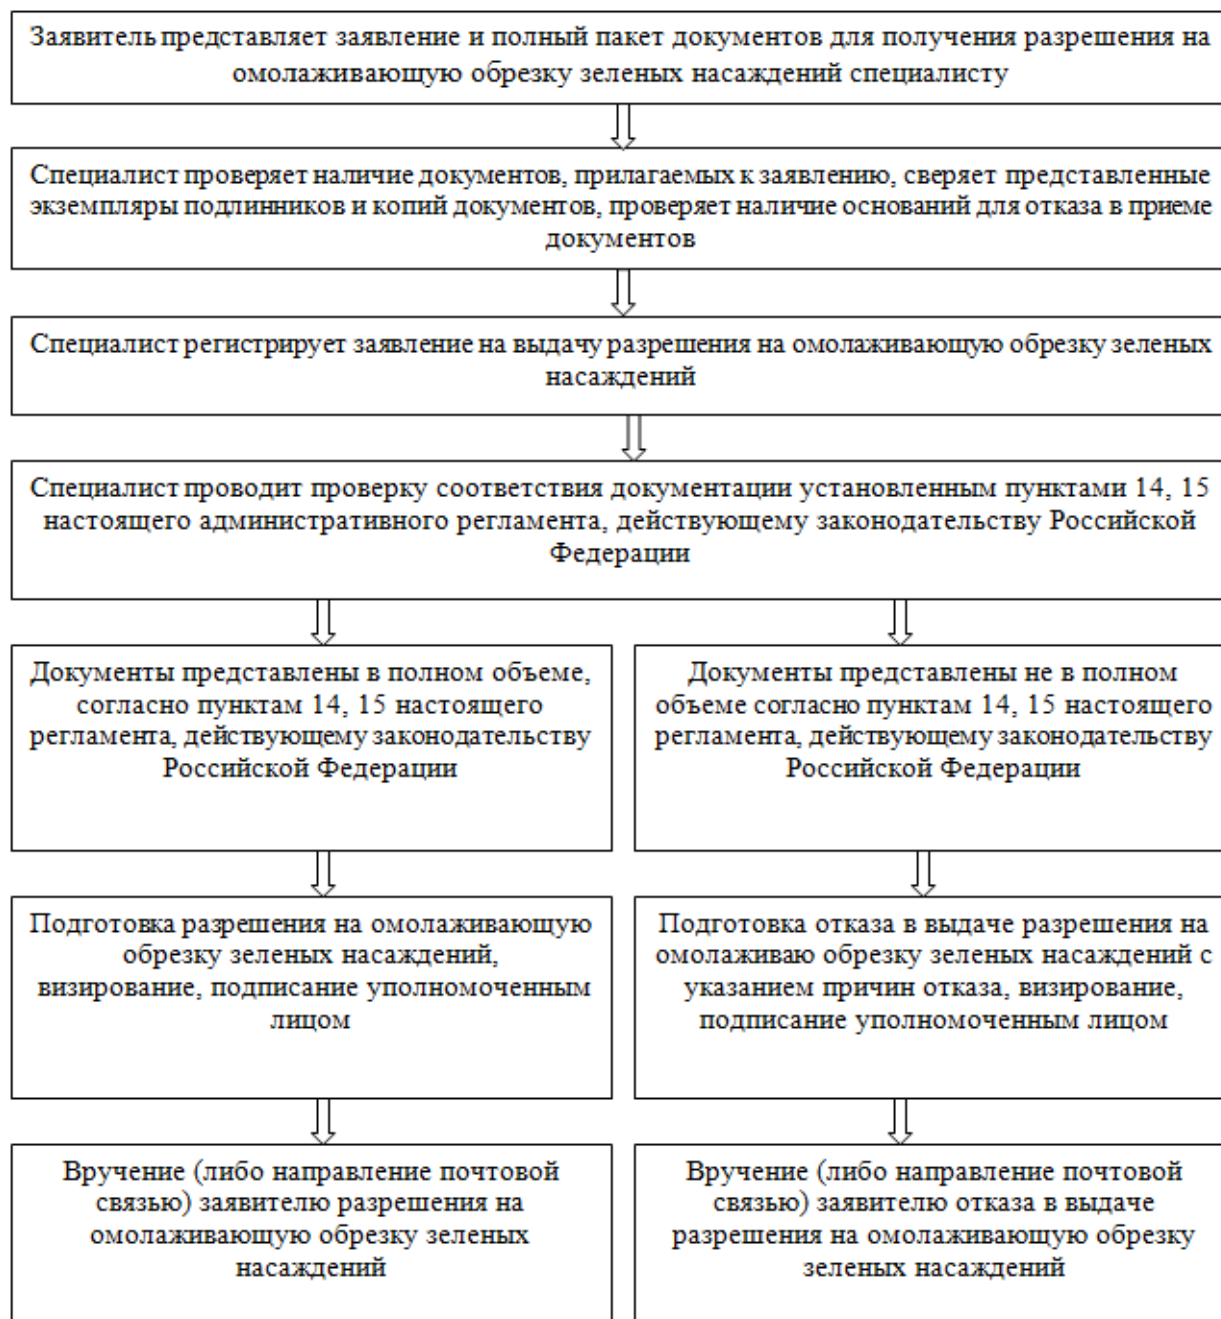 Заявитель представляет заявление и полный пакет документов для получения разрешения на
омолаживающую обрезку зеленых насаждений специалисту
Специалист проверяет наличие документов, прилагаемых к заявлению, сверяет представленные
экземпляры подлинников и копий документов, проверяет наличие оснований для отказа в приеме
документов
Специалист регистрирует заявление на выдачу разрешения на омолаживающую обрезку зеленых
насаждений
Специалист проводит проверку соответствия документации установленным пунктами 14, 15
настоящего административного регламента, действующему законодательству Российской
Федерации
Документы представлены в полном объеме,
согласно пунктам 14, 15 настоящего
регламента, действующему законодательству
Российской Федерации
Документы представлены не в полном
объеме согласно пунктам 14, 15 настоящего
регламента, действующему законодательству
Российской Федерации
Подготовка разрешения на омолаживающую
обрезку зеленых насаждений,
визирование, подписание уполномоченным
лицом
Подготовка отказа в выдаче разрешения на
омолаживаю обрезку зеленых насаждений с
указанием причин отказа, визирование,
подписание уполномоченным лицом
Вручение (либо направление почтовой
связью) заявителю разрешения на
омолаживающую обрезку зеленых
насаждений
Вручение (либо направление почтовой
связью) заявителю отказа в выдаче
разрешения на омолаживающую обрезку
зеленых насаждений